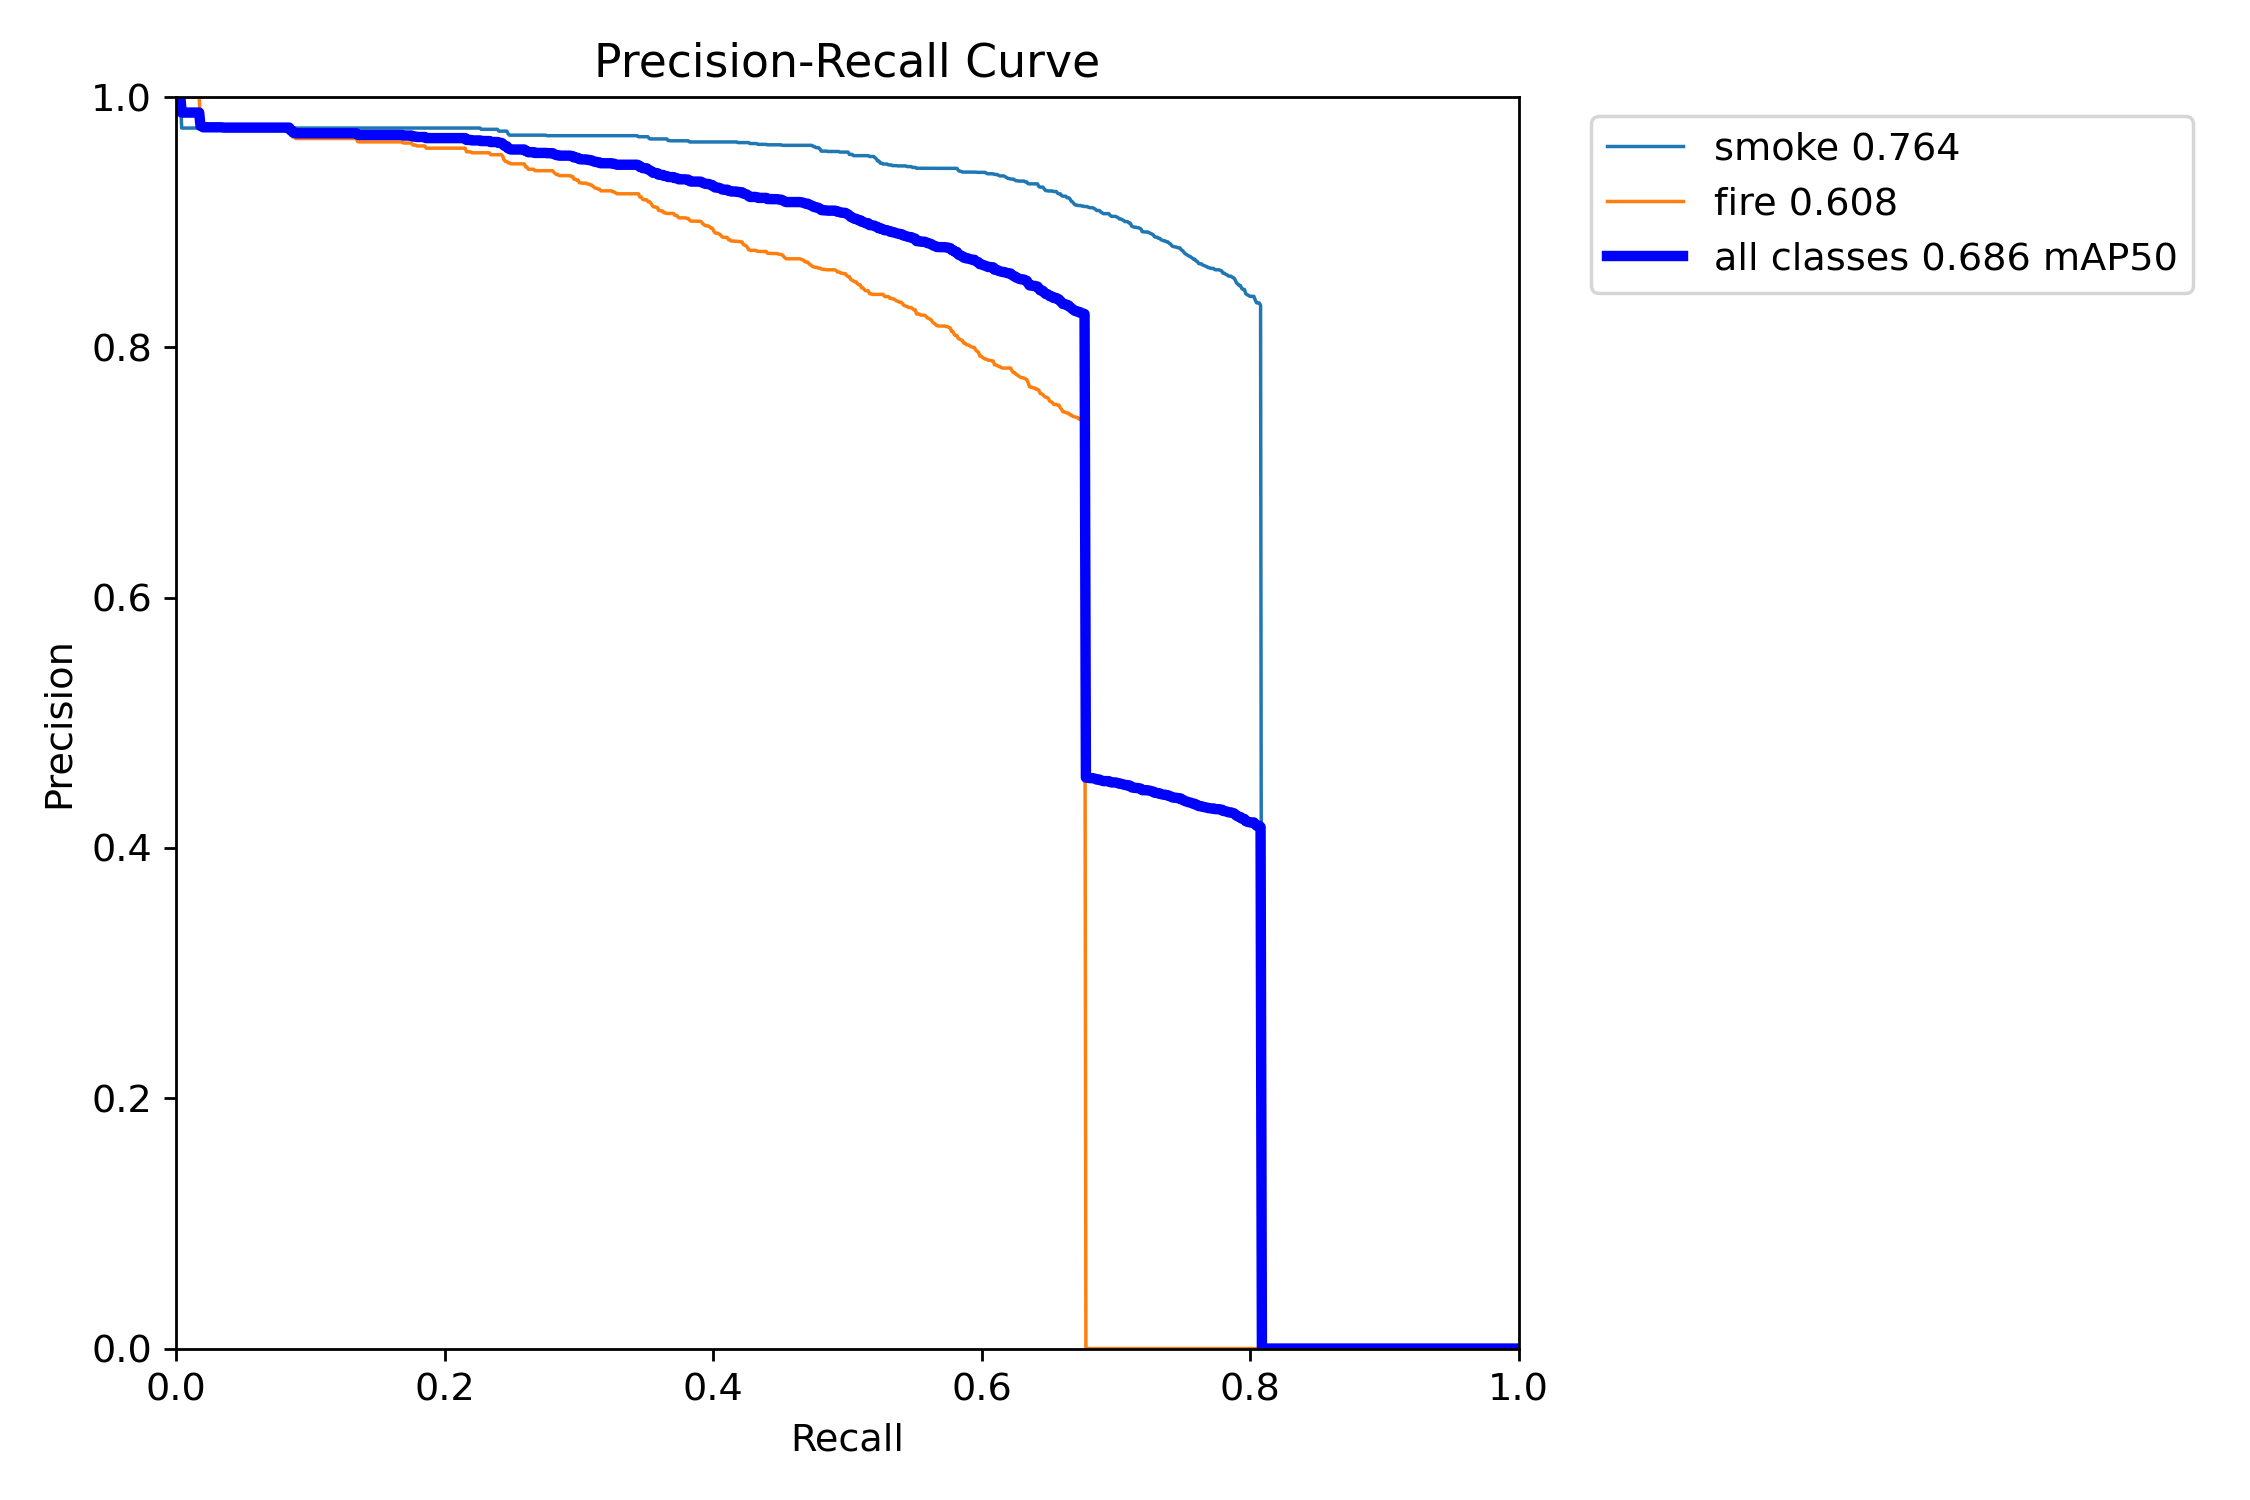 Precision-Recall Curve
1.0
0.8
0.6
0.4
0.2
0.0
Precision
0.0 0.2 0.4 0.6 0.8 1.0
Recall
smoke 0.764
fire 0.608
all classes 0.686 mAP50